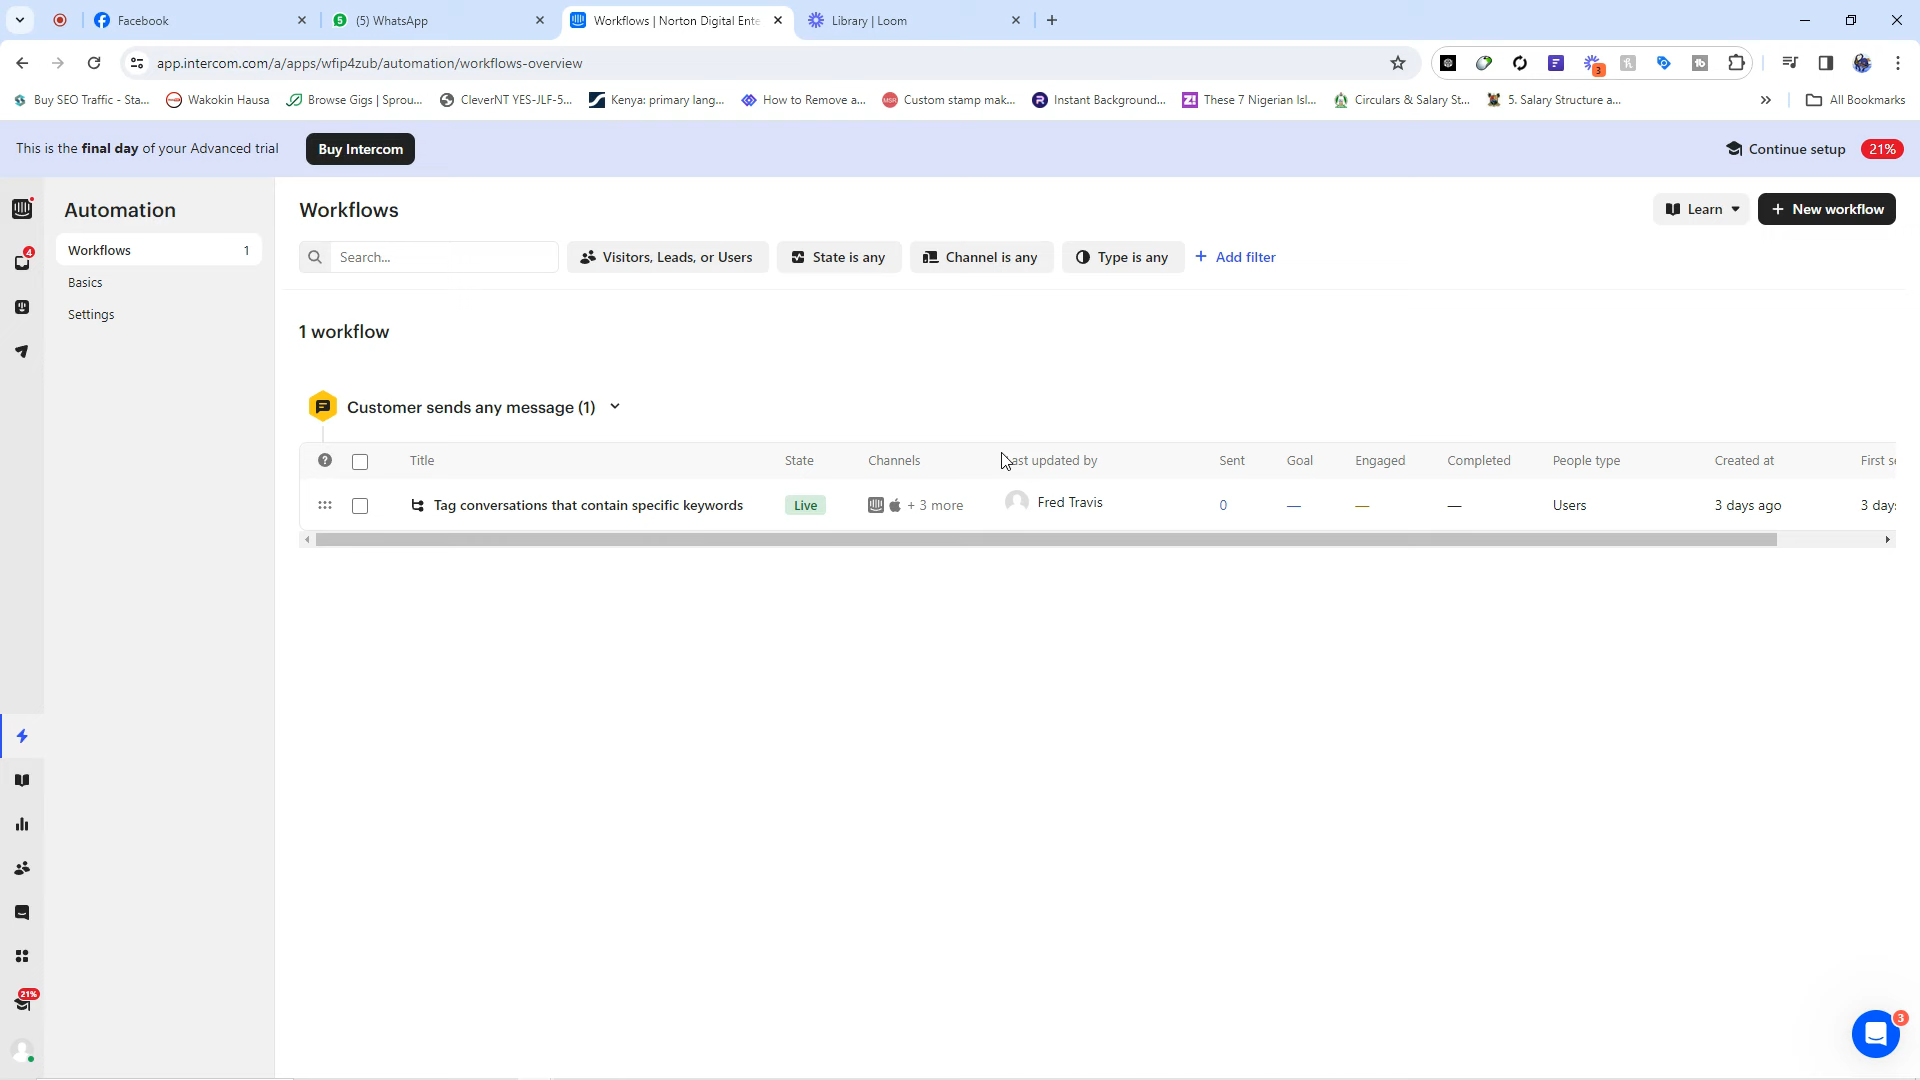 Facebook
5 (5) WhatsApp
Workflows | Norton Digital Ente
Library | Loom
app.intercom.com/a/apps/wfip4zub/automation/workflows-overview
3
Buy SEO Traffic - Sta...
Wakokin Hausa
Browse Gigs | Sprou...
CleverNT YES-JLF-5...
Kenya: primary lang...
How to Remove a...
Custom stamp mak...
Instant Background...
These 7 Nigerian Isl...
Circulars & Salary St...
5. Salary Structure a...
All Bookmarks
This is the final day of your Advanced trial
Buy Intercom
Continue setup
21%
Automation
Workflows 1
Basics
Settings
4
21%
Workflows
Learn
+ New workflow
Search...
Visitors, Leads, or Users
State is any
Channel is any
Type is any
+ Add filter
1 workflow
Customer sends any message (1)
Title State Channels Last updated by Sent Goal Engaged Completed People type Created at First se
Tag conversations that contain specific keywords Live + 3 more Fred Travis 0 — — — Users 3 days ago 3 days
3